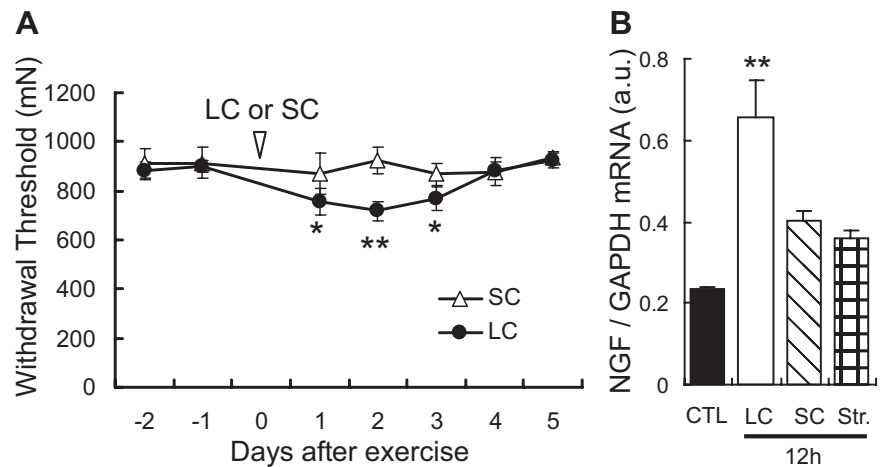 A
Withdrawal Threshold (mN)
1200
1000
800
600
400
200
0
LC or SC
*
**
*
SC
LC
-2 -1 0 1 2 3 4 5
Days after exercise
B
NGF / GAPDH mRNA (a.u.)
0.8
0.6
0.4
0.2
0
**
CTL LC SC Str.
12h